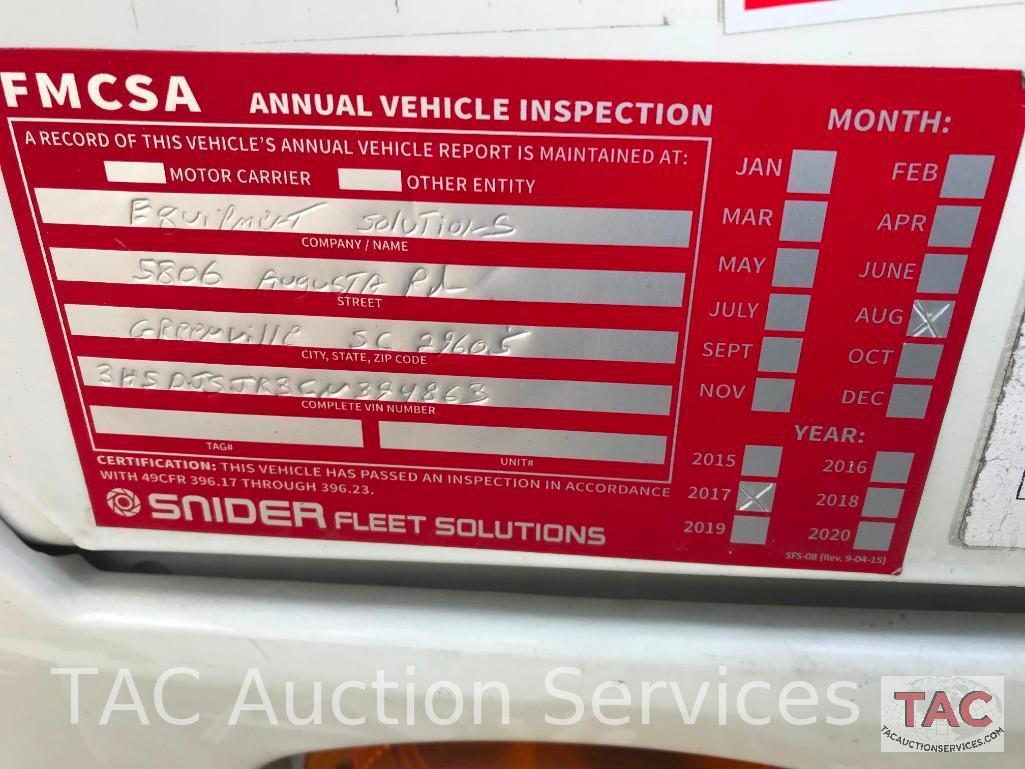 FMCSA ANNUAL VEHICLE INSPECTION
A RECORD OF THIS VEHICLE'S ANNUAL VEHICLE REPORT IS MAINTAINED AT:
MOTOR CARRIER OTHER ENTITY
Equipment Solutions
COMPANY / NAME
5806 Augusta Rd
STREET
Greenville SC 29605
CITY, STATE, ZIP CODE
COMPLETE VIN NUMBER
TAG# UNIT#
CERTIFICATION: THIS VEHICLE HAS PASSED AN INSPECTION IN ACCORDANCE
WITH 49CFR 396.17 THROUGH 396.23.
SNIDER FLEET SOLUTIONS
MONTH:
JAN FEB
MAR APR
MAY JUNE
JULY AUG
SEPT OCT
NOV DEC
YEAR:
2015 2016
2017 2018
2019 2020
SFS-08 (Rev. 9-04-15)
TAC Auction Services
TAC
TACAUCTIONSERVICES.COM